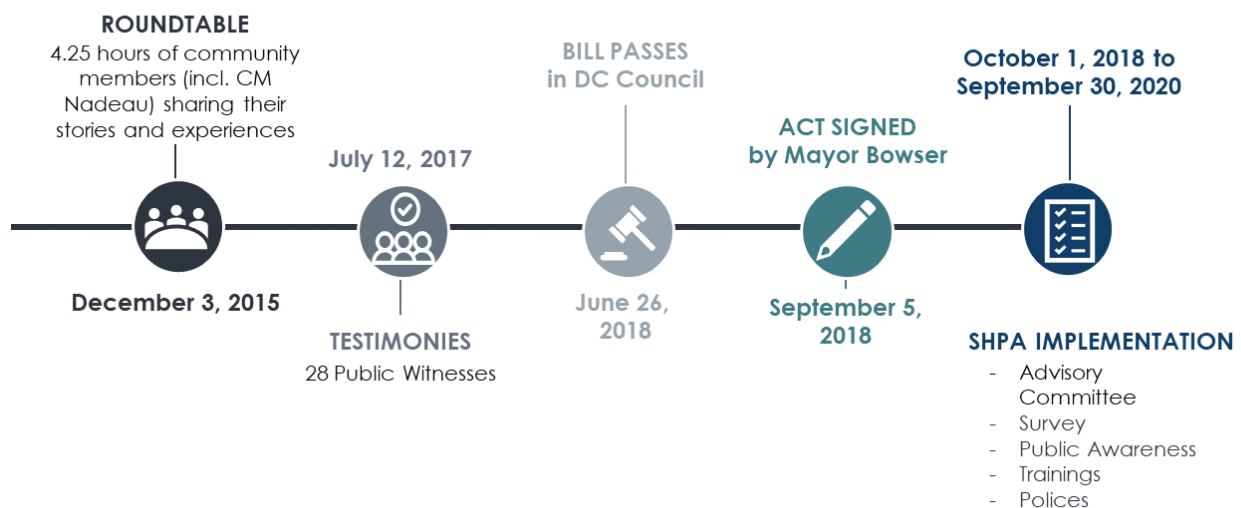 ROUNDTABLE
4.25 hours of community
members (incl. CM
Nadeau) sharing their
stories and experiences
December 3, 2015
July 12, 2017
TESTIMONIES
28 Public Witnesses
BILL PASSES
in DC Council
June 26,
2018
ACT SIGNED
by Mayor Bowser
September 5,
2018
October 1, 2018 to
September 30, 2020
SHPA IMPLEMENTATION
- Advisory
Committee
- Survey
- Public Awareness
- Trainings
- Polices